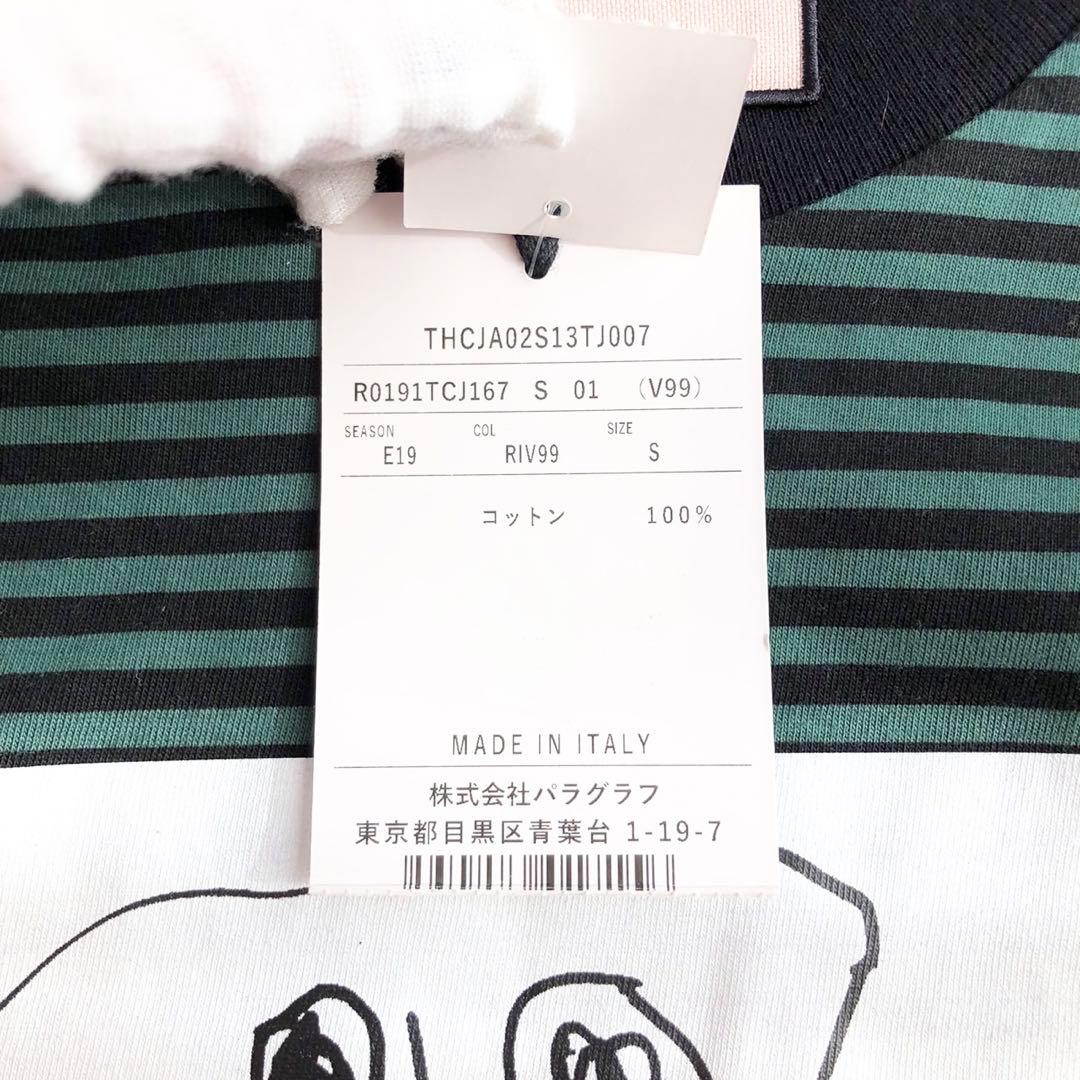 THCJA02S13TJ007
R0191TCJ167 S 01 (V99)
SEASON COL SIZE
E19 RIV99 S
コットン 100%
MADE IN ITALY
株式会社パラグラフ
東京都目黒区青葉台 1-19-7